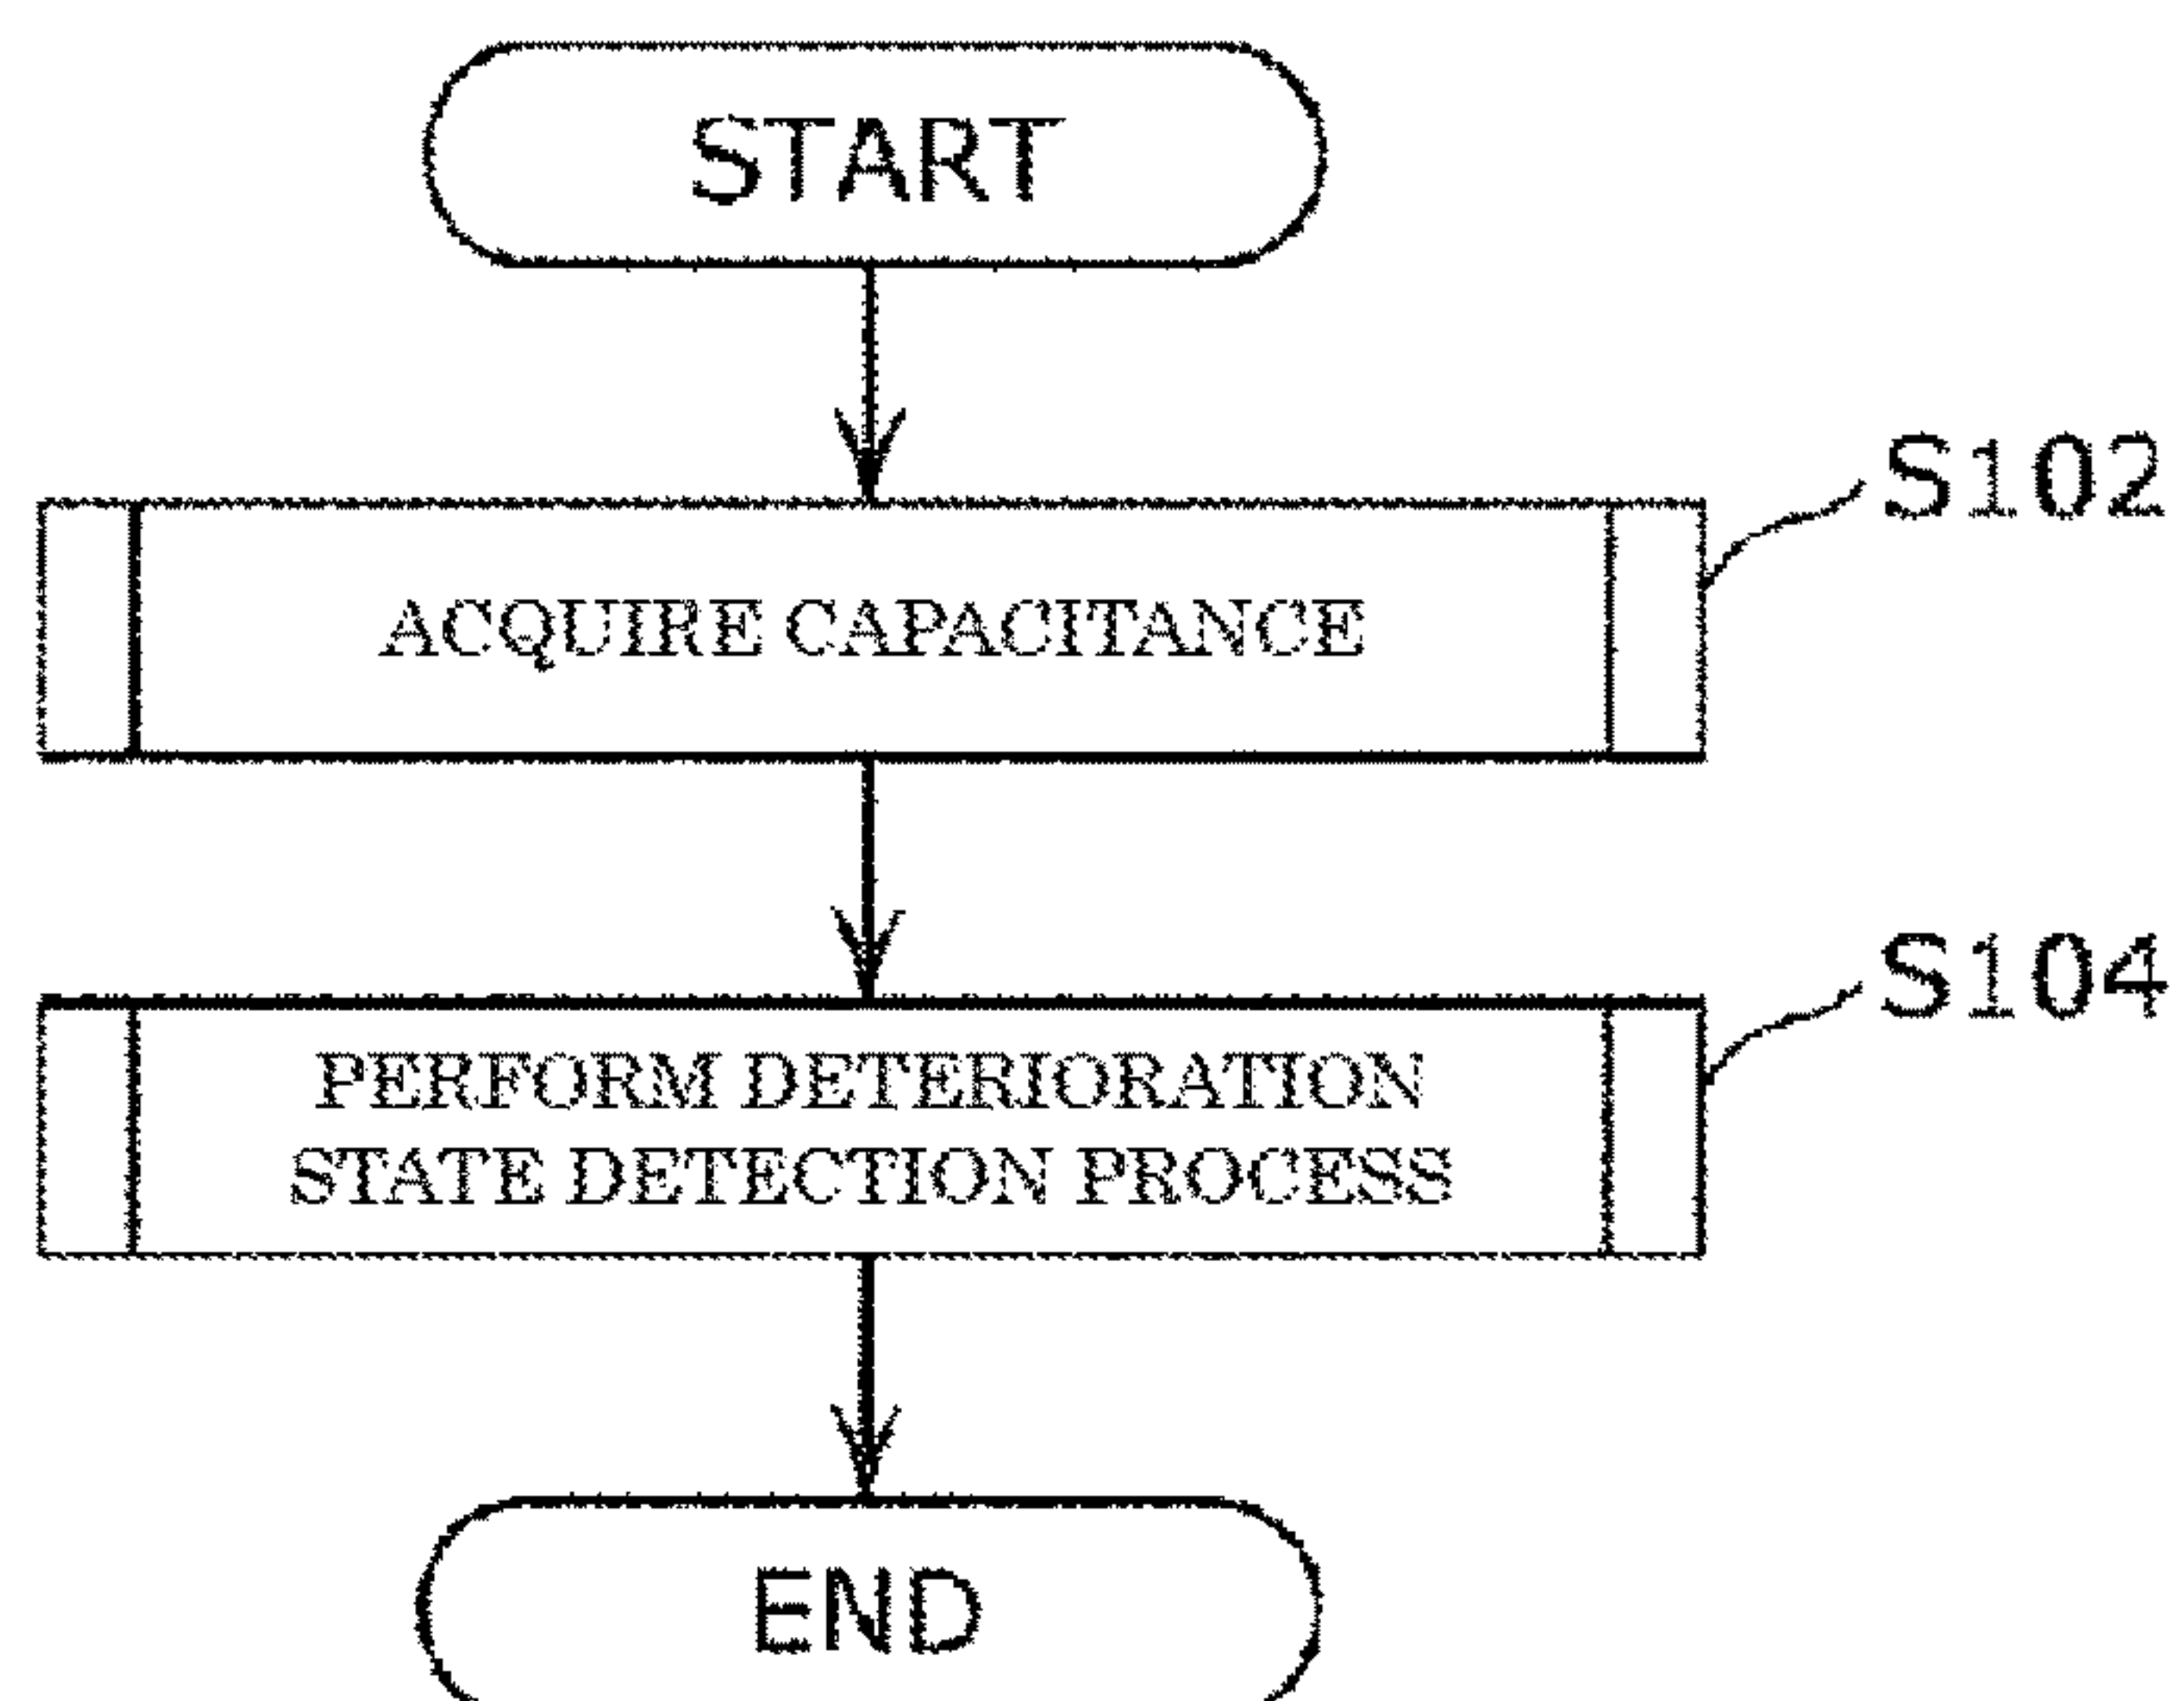 START
S102
ACQUIRE CAPACITANCE
S104
PERFORM DETERIORATION
STATE DETECTION PROCESS
END